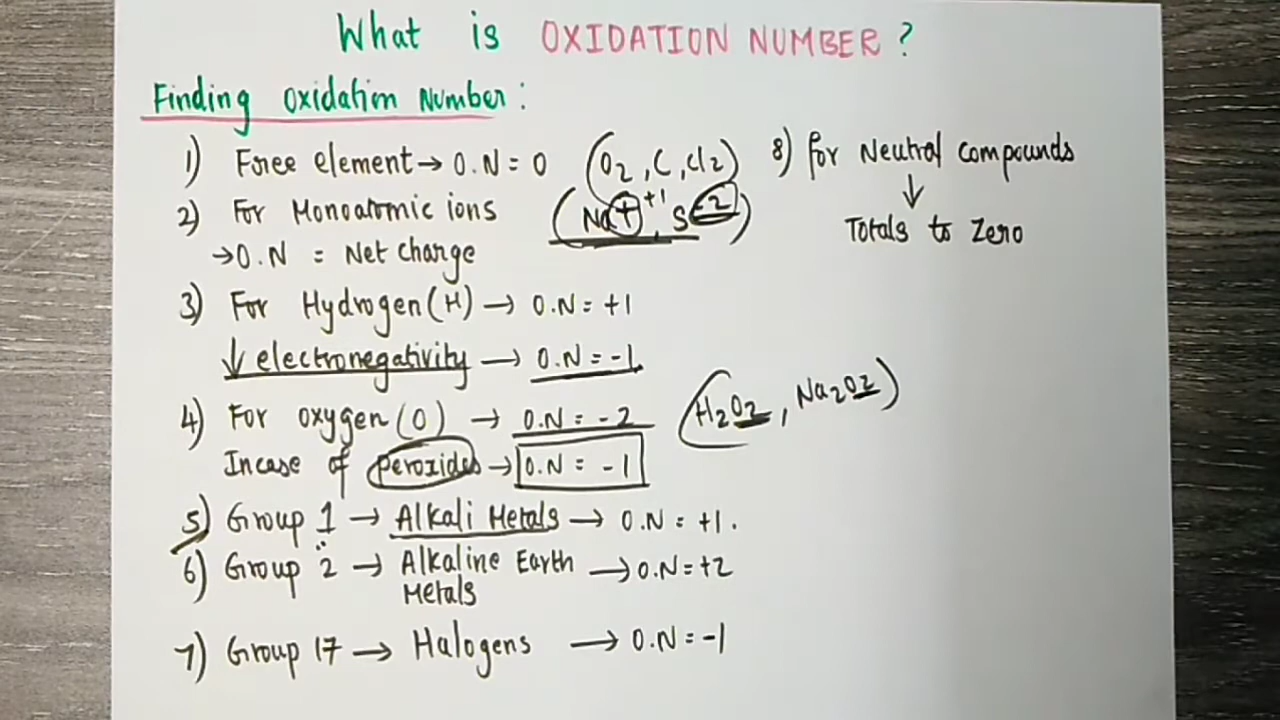 What is OXIDATION NUMBER?
Finding Oxidation Number:
1) Free element → O.N = 0 (O2, C, Cl2)
2) For Monoatomic ions (Na+ +1, S-2)
→ O.N = Net charge
3) For Hydrogen(H) → O.N = +1
↓ electronegativity → O.N = -1
4) For oxygen(O) → O.N = -2 (H2O2, Na2O2)
Incase of peroxides → O.N = -1
5) Group 1 → Alkali Metals → O.N = +1.
6) Group 2 → Alkaline Earth → O.N = +2
Metals
7) Group 17 → Halogens → O.N = -1
8) For Neutral compounds
↓
Totals to Zero